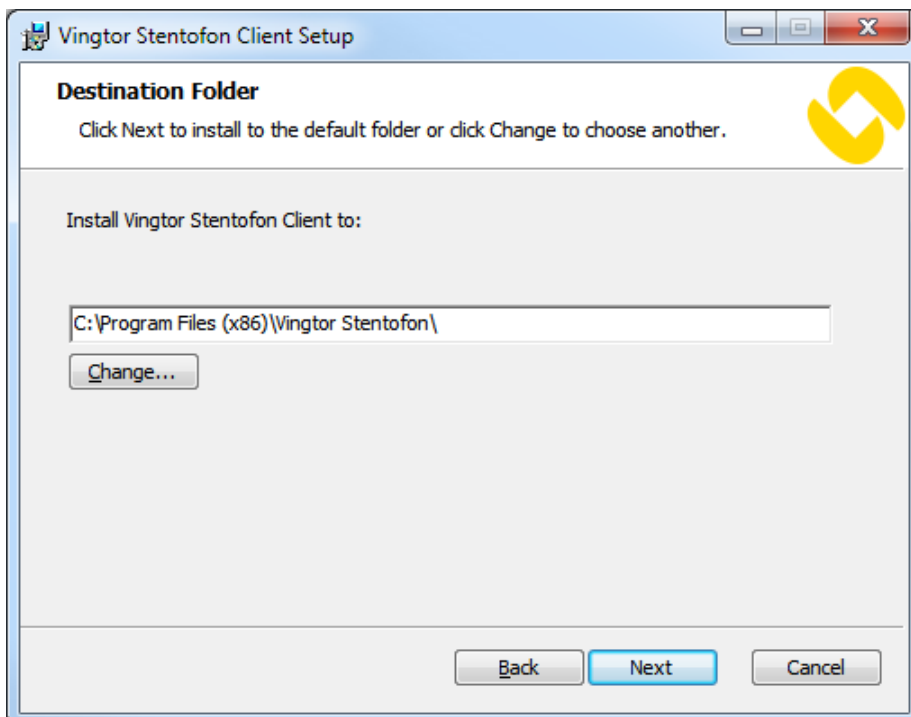 Vingtor Stentofon Client Setup
Destination Folder
Click Next to install to the default folder or click Change to choose another.
Install Vingtor Stentofon Client to:
C:\Program Files (x86)\Vingtor Stentofon\
Change...
Back Next Cancel